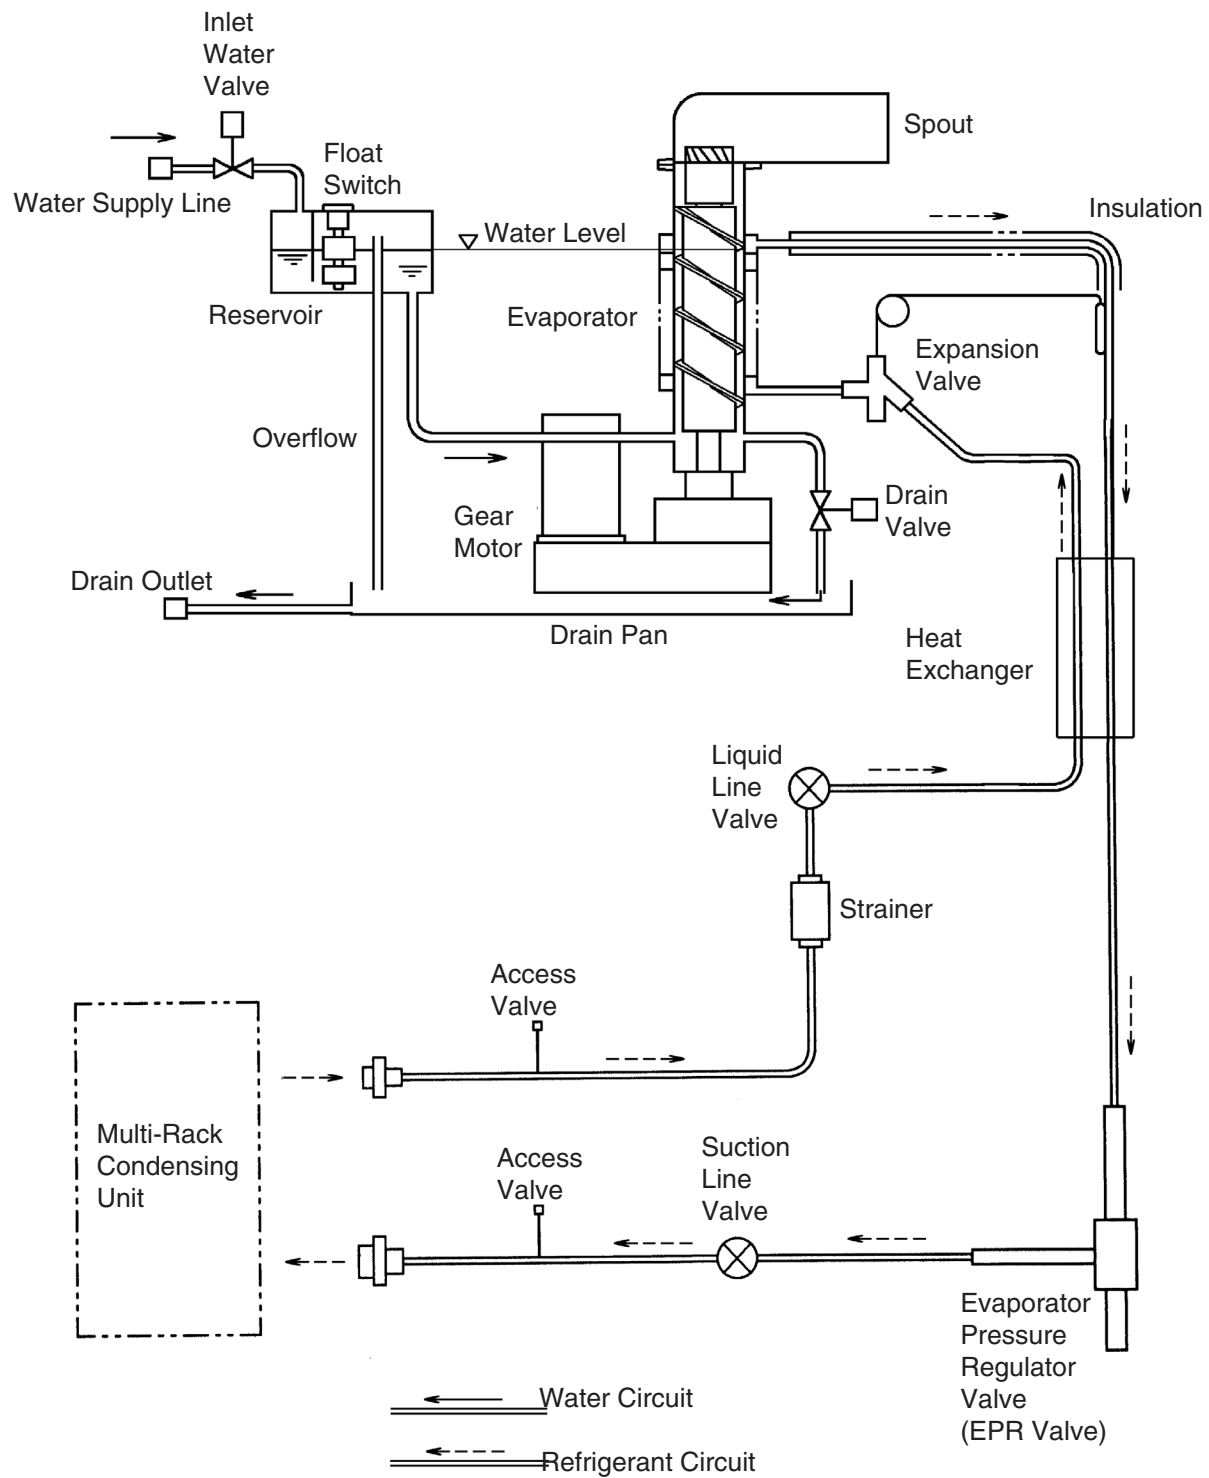 Inlet
Water
Valve
Spout
Float
Switch
Water Supply Line
Insulation
Water Level
Reservoir
Evaporator
Expansion
Valve
Overflow
Gear
Motor
Drain
Valve
Drain Outlet
Drain Pan
Heat
Exchanger
Liquid
Line
Valve
Strainer
Access
Valve
Multi-Rack
Condensing
Unit
Access
Valve
Suction
Line
Valve
Evaporator
Pressure
Regulator
Valve
(EPR Valve)
Water Circuit
Refrigerant Circuit